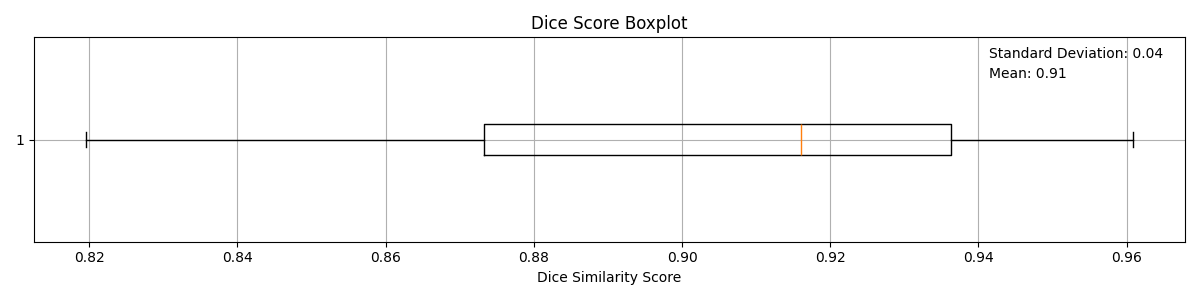 Dice Score Boxplot
Standard Deviation: 0.04
Mean: 0.91
1
0.82 0.84 0.86 0.88 0.90 0.92 0.94 0.96
Dice Similarity Score